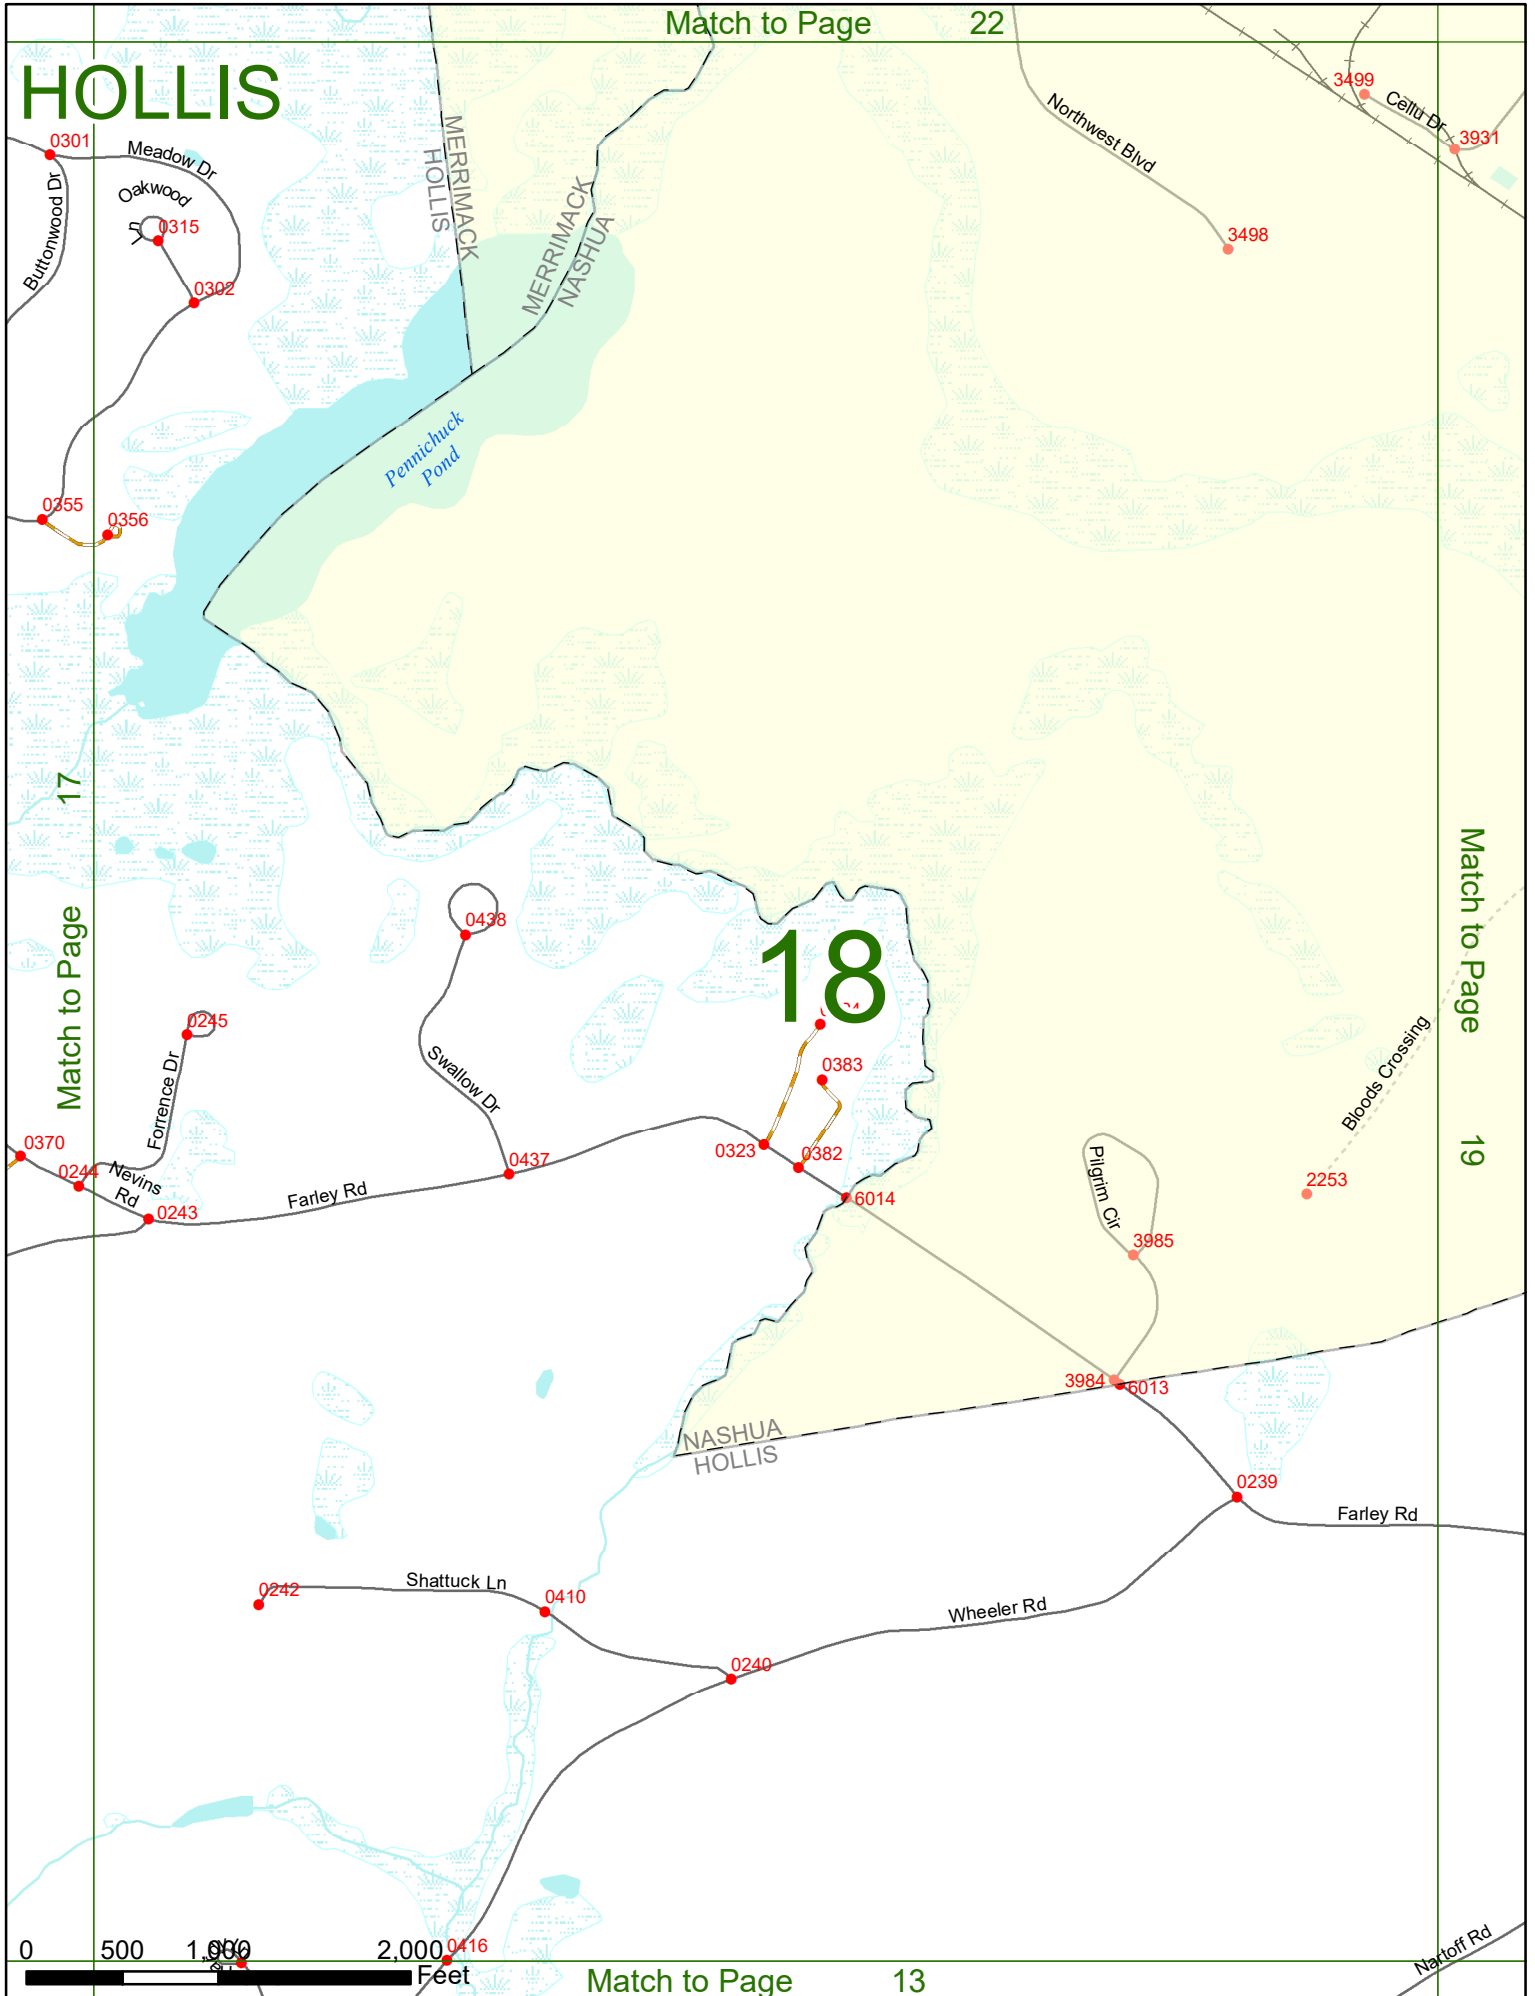 Match to Page 22
HOLLIS
3499
Cellu Dr
3931
Northwest Blvd
3498
0301
Meadow Dr
Buttonwood Dr
Oakwood
Ln
0315
0302
MERRIMACK
HOLLIS
MERRIMACK
NASHUA
Pennichuck
Pond
0355
0356
Match to Page 17
Match to Page 19
0438
18
0245
Forrence Dr
Swallow Dr
0383
Bloods Crossing
0370
0244
Nevins
Rd
0243
Farley Rd
0437
0323
0382
6014
Pilgrim Cir
3985
2253
3984
6013
NASHUA
HOLLIS
0239
Farley Rd
0242
Shattuck Ln
0410
Wheeler Rd
0240
0416
Nartoff Rd
0 500 1,000 2,000
Feet
Match to Page 13